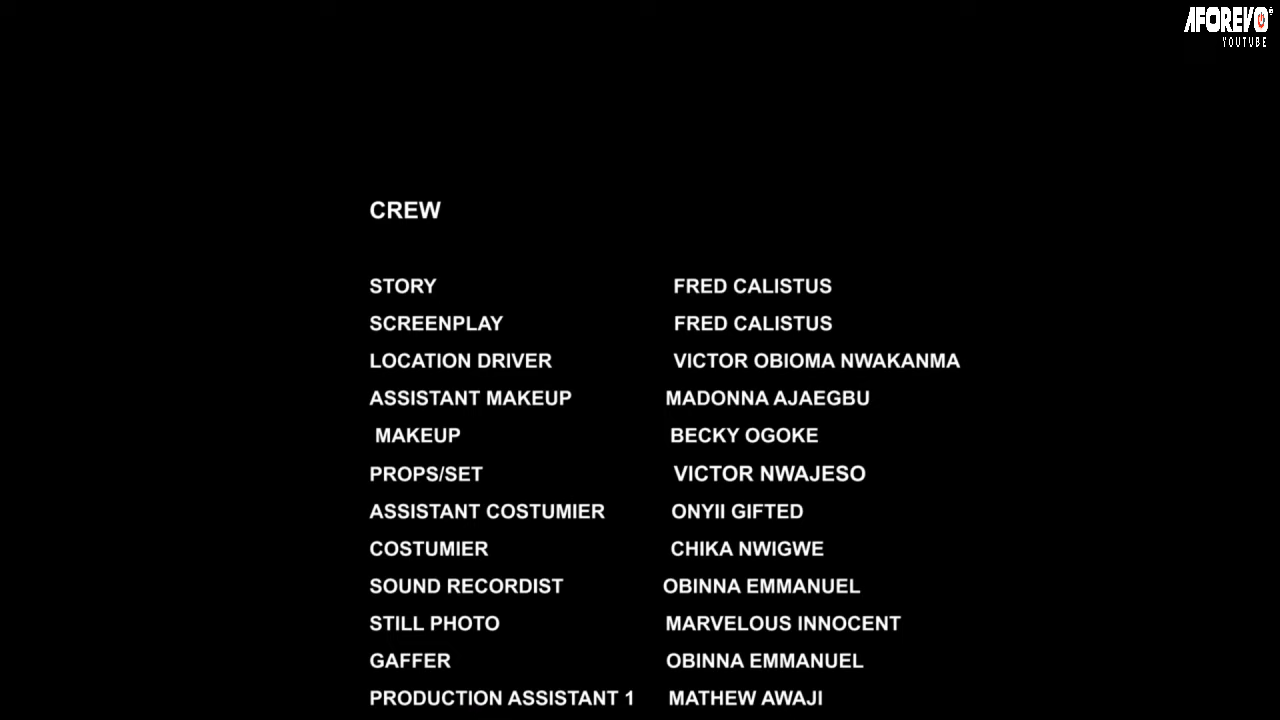 AFOREVO
YOUTUBE
CREW
STORY FRED CALISTUS
SCREENPLAY FRED CALISTUS
LOCATION DRIVER VICTOR OBIOMA NWAKANMA
ASSISTANT MAKEUP MADONNA AJAEGBU
MAKEUP BECKY OGOKE
PROPS/SET VICTOR NWAJESO
ASSISTANT COSTUMIER ONYII GIFTED
COSTUMIER CHIKA NWIGWE
SOUND RECORDIST OBINNA EMMANUEL
STILL PHOTO MARVELOUS INNOCENT
GAFFER OBINNA EMMANUEL
PRODUCTION ASSISTANT 1 MATHEW AWAJI